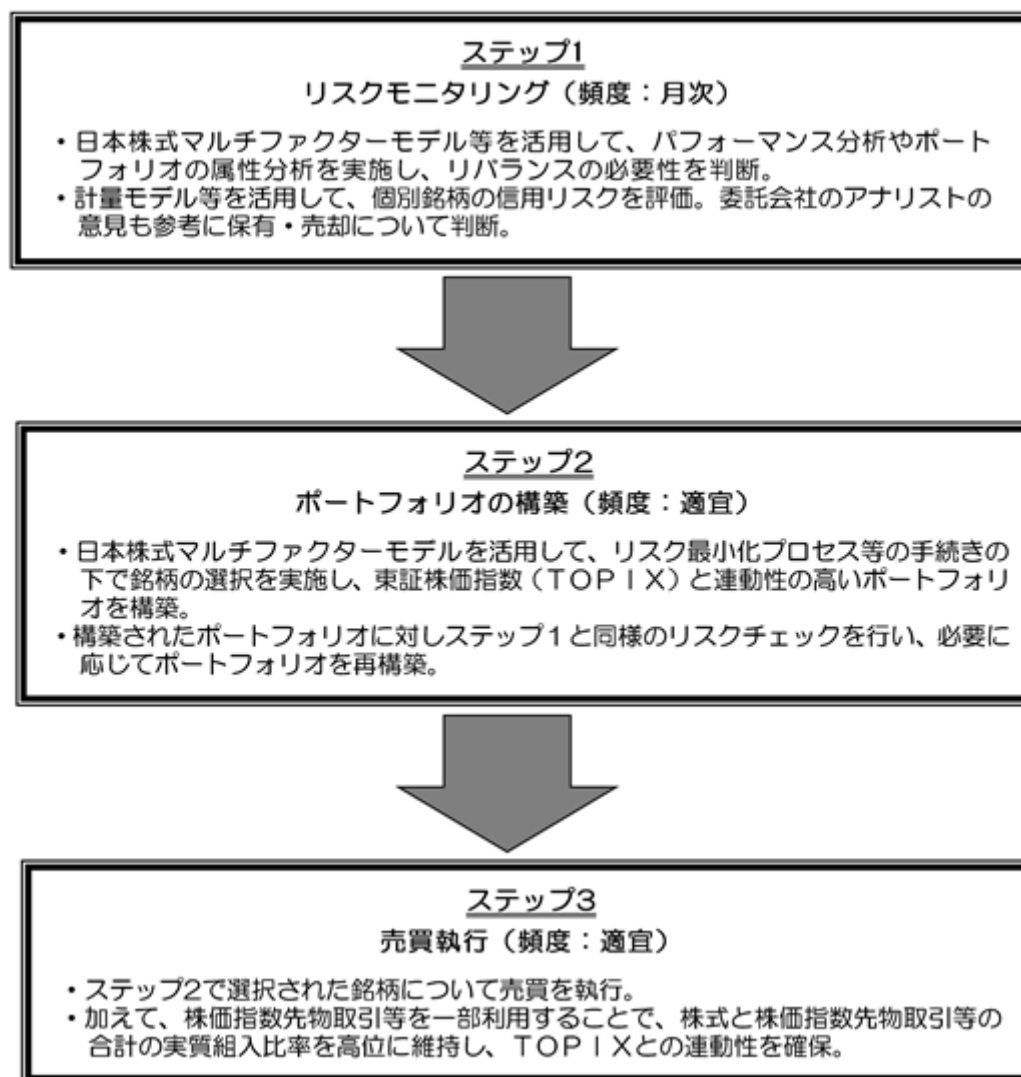 ステップ1
リスクモニタリング（頻度：月次）
・日本株式マルチファクターモデル等を活用して、パフォーマンス分析やポート
フォリオの属性分析を実施し、リバランスの必要性を判断。
・計量モデル等を活用して、個別銘柄の信用リスクを評価。委託会社のアナリストの
意見も参考に保有・売却について判断。
ステップ2
ポートフォリオの構築（頻度：適宜）
・日本株式マルチファクターモデルを活用して、リスク最小化プロセス等の手続きの
下で銘柄の選択を実施し、東証株価指数（ＴＯＰＩＸ）と連動性の高いポートフォリ
オを構築。
・構築されたポートフォリオに対しステップ１と同様のリスクチェックを行い、必要に
応じてポートフォリオを再構築。
ステップ3
売買執行（頻度：適宜）
・ステップ2で選択された銘柄について売買を執行。
・加えて、株価指数先物取引等を一部利用することで、株式と株価指数先物取引等の
合計の実質組入比率を高位に維持し、ＴＯＰＩＸとの連動性を確保。